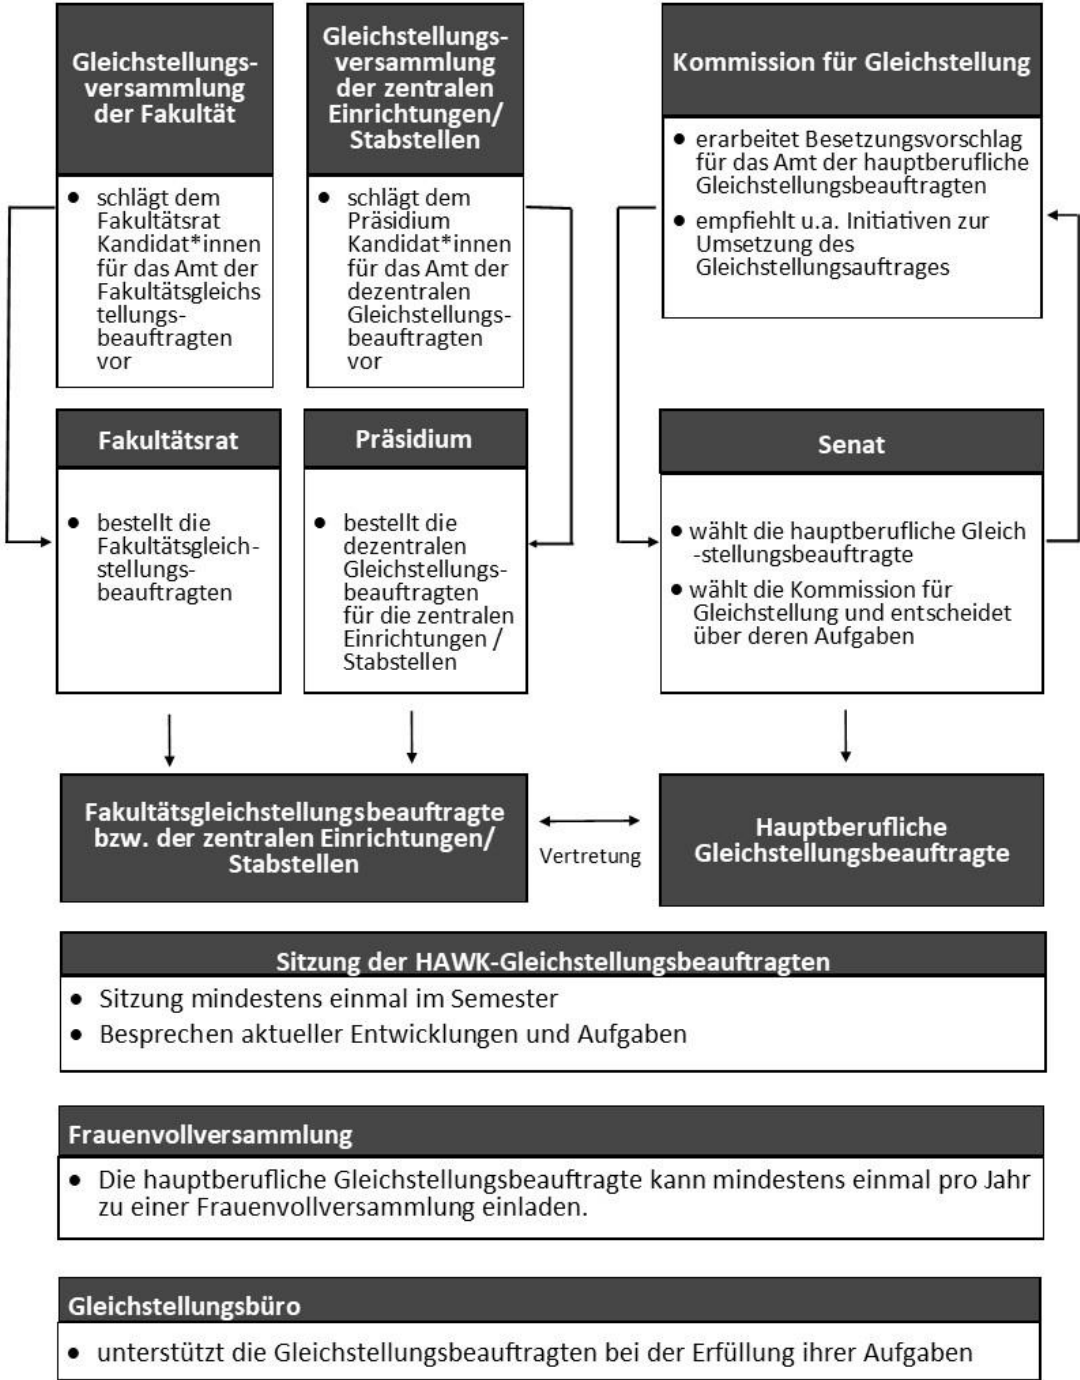 Gleichstellungs-
versammlung
der Fakultät
● schlägt dem
Fakultätsrat
Kandidat*innen
für das Amt der
Fakultätsgleichs
tellungs-
beauftragten
vor
Gleichstellungs-
versammlung
der zentralen
Einrichtungen/
Stabstellen
● schlägt dem
Präsidium
Kandidat*innen
für das Amt der
dezentralen
Gleichstellungs-
beauftragten
vor
Kommission für Gleichstellung
● erarbeitet Besetzungsvorschlag
für das Amt der hauptberufliche
Gleichstellungsbeauftragten
● empfiehlt u.a. Initiativen zur
Umsetzung des
Gleichstellungsauftrages
Fakultätsrat
● bestellt die
Fakultätsgleich-
stellungs-
beauftragten
Präsidium
● bestellt die
dezentralen
Gleichstellungs-
beauftragten
für die zentralen
Einrichtungen /
Stabstellen
Senat
● wählt die hauptberufliche Gleich
-stellungsbeauftragte
● wählt die Kommission für
Gleichstellung und entscheidet
über deren Aufgaben
Fakultätsgleichstellungsbeauftragte
bzw. der zentralen Einrichtungen/
Stabstellen
Vertretung
Hauptberufliche
Gleichstellungsbeauftragte
Sitzung der HAWK-Gleichstellungsbeauftragten
● Sitzung mindestens einmal im Semester
● Besprechen aktueller Entwicklungen und Aufgaben
Frauenvollversammlung
● Die hauptberufliche Gleichstellungsbeauftragte kann mindestens einmal pro Jahr
zu einer Frauenvollversammlung einladen.
Gleichstellungsbüro
● unterstützt die Gleichstellungsbeauftragten bei der Erfüllung ihrer Aufgaben